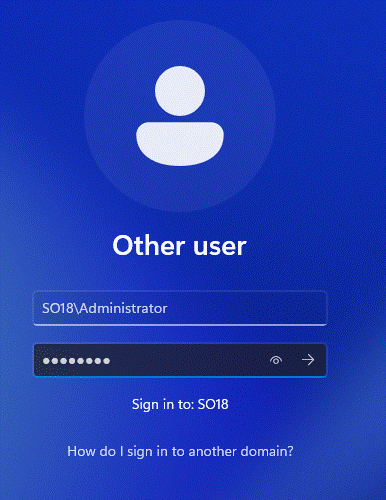 Other user
SO18\Administrator
●●●●●●●●
Sign in to: SO18
How do I sign in to another domain?